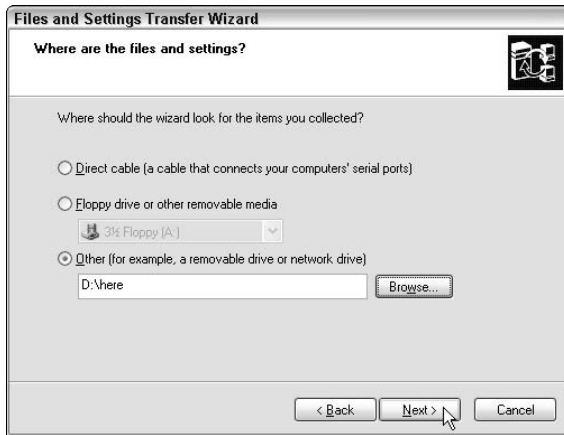 Files and Settings Transfer Wizard
Where are the files and settings?
Where should the wizard look for the items you collected?
Direct cable (a cable that connects your computers' serial ports)
Floppy drive or other removable media
3½ Floppy (A:)
Other (for example, a removable drive or network drive)
D:\here
Browse...
< Back
Next >
Cancel